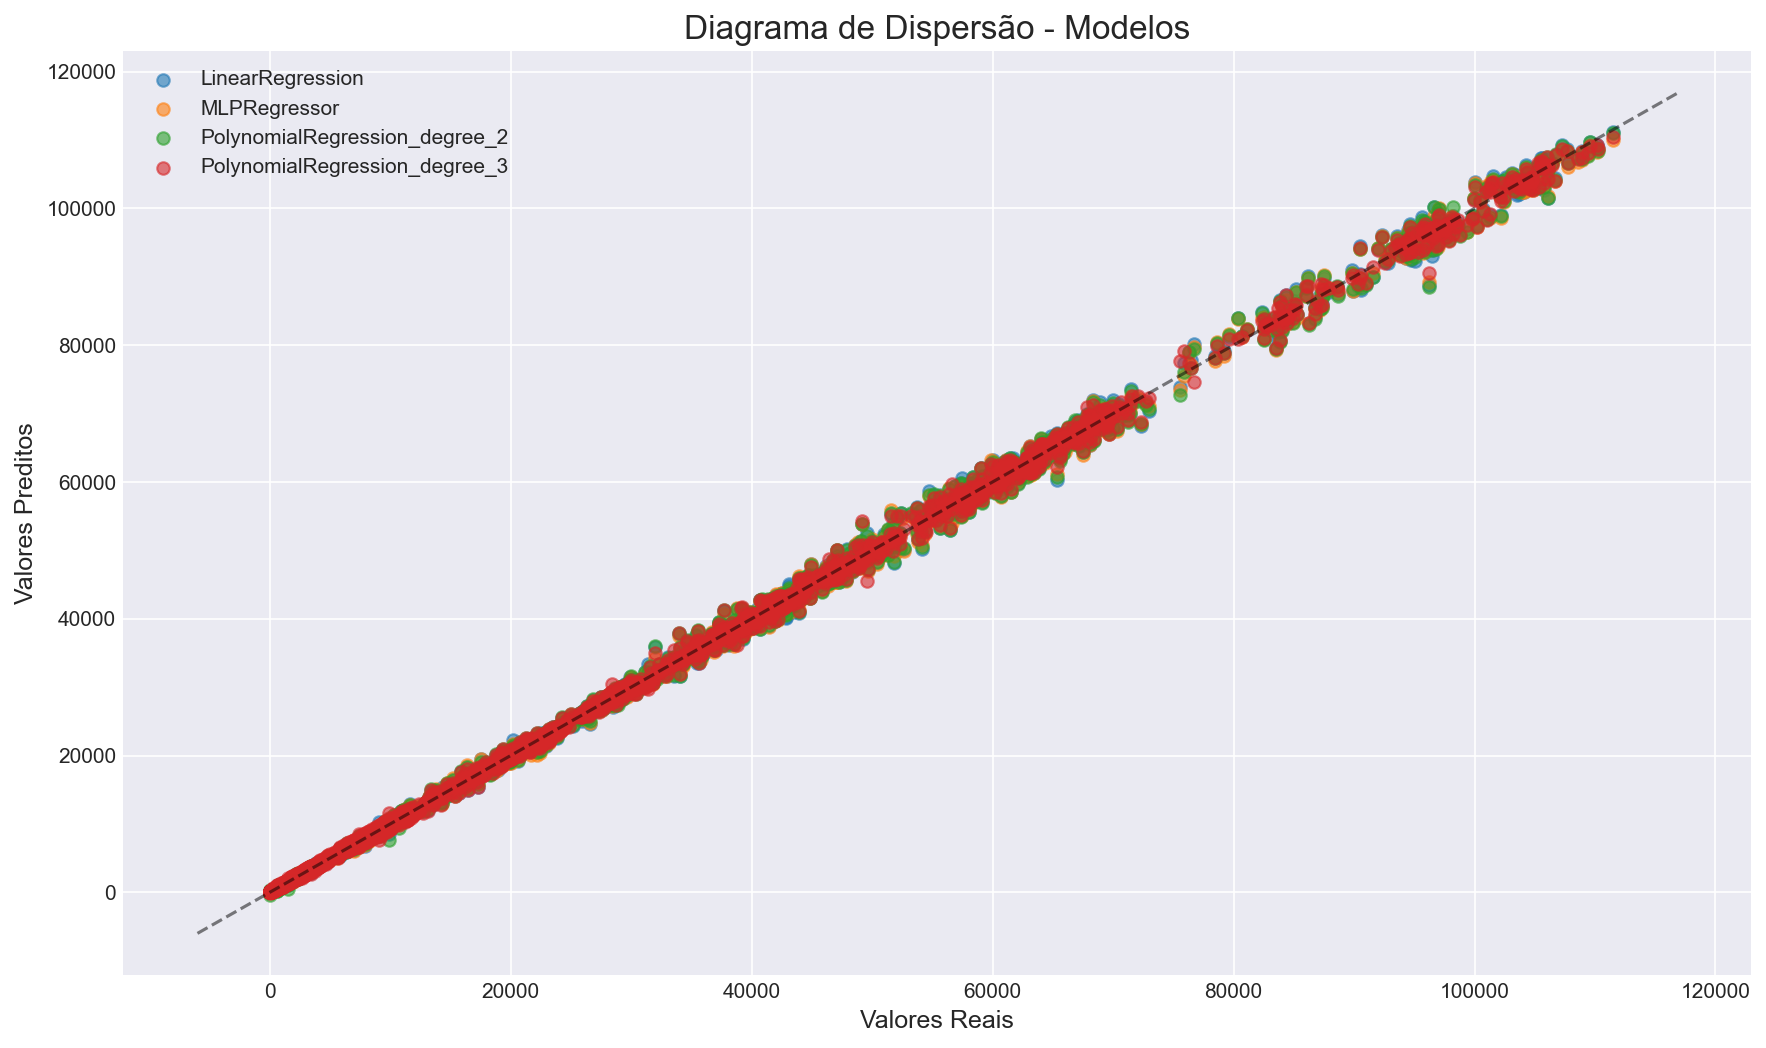 Diagrama de Dispersão - Modelos
LinearRegression
MLPRegressor
PolynomialRegression_degree_2
PolynomialRegression_degree_3
120000
100000
80000
60000
40000
20000
0
Valores Preditos
0 20000 40000 60000 80000 100000 120000
Valores Reais